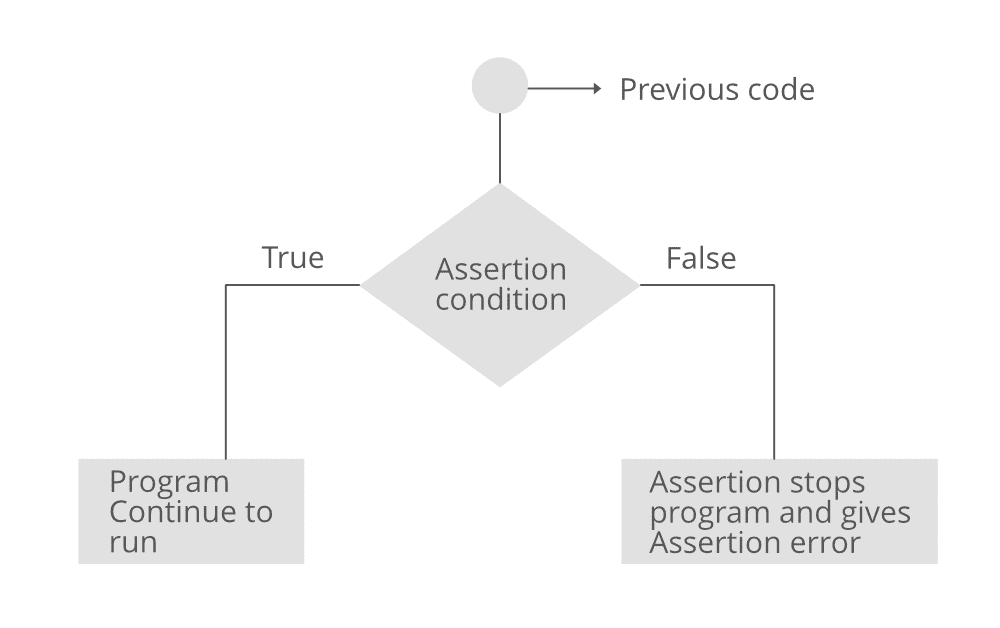 Previous code
True
False
Assertion
condition
Program
Continue to
run
Assertion stops
program and gives
Assertion error